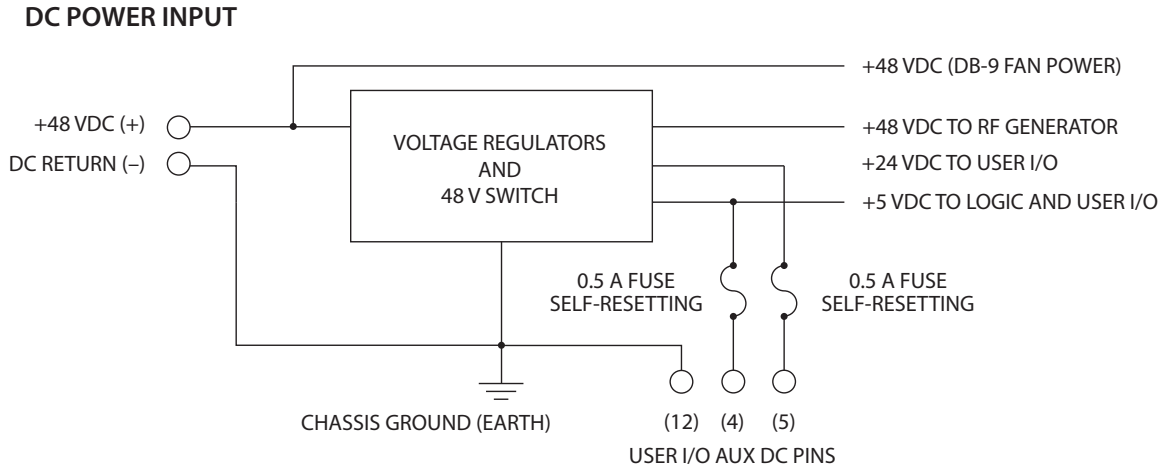 DC POWER INPUT
+48 VDC (DB-9 FAN POWER)
+48 VDC (+)
DC RETURN (–)
VOLTAGE REGULATORS
AND
48 V SWITCH
+48 VDC TO RF GENERATOR
+24 VDC TO USER I/O
+5 VDC TO LOGIC AND USER I/O
0.5 A FUSE
SELF-RESETTING
0.5 A FUSE
SELF-RESETTING
CHASSIS GROUND (EARTH)
(12) (4) (5)
USER I/O AUX DC PINS